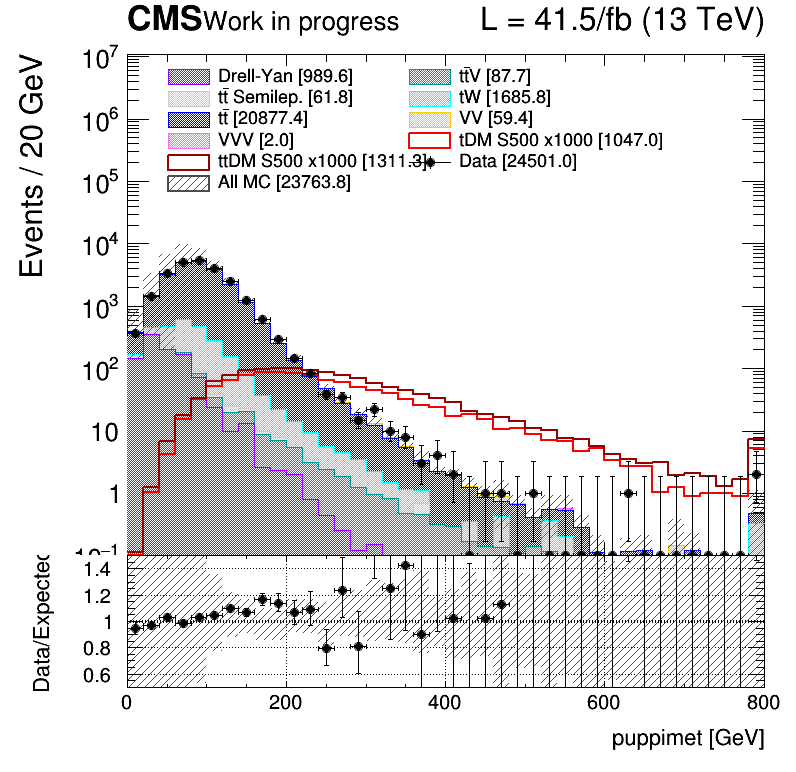 CMS Work in progress L = 41.5/fb (13 TeV)
Events / 20 GeV
10⁷
10⁶
10⁵
10⁴
10³
10²
10
1
10⁻¹
Drell-Yan [989.6]
tt̄ Semilep. [61.8]
tt̄ [20877.4]
VVV [2.0]
ttDM S500 x1000 [1311.3]
All MC [23763.8]
tt̄V [87.7]
tW [1685.8]
VV [59.4]
tDM S500 x1000 [1047.0]
Data [24501.0]
Data/Expected
1.4
1.2
1
0.8
0.6
0 200 400 600 800
puppimet [GeV]